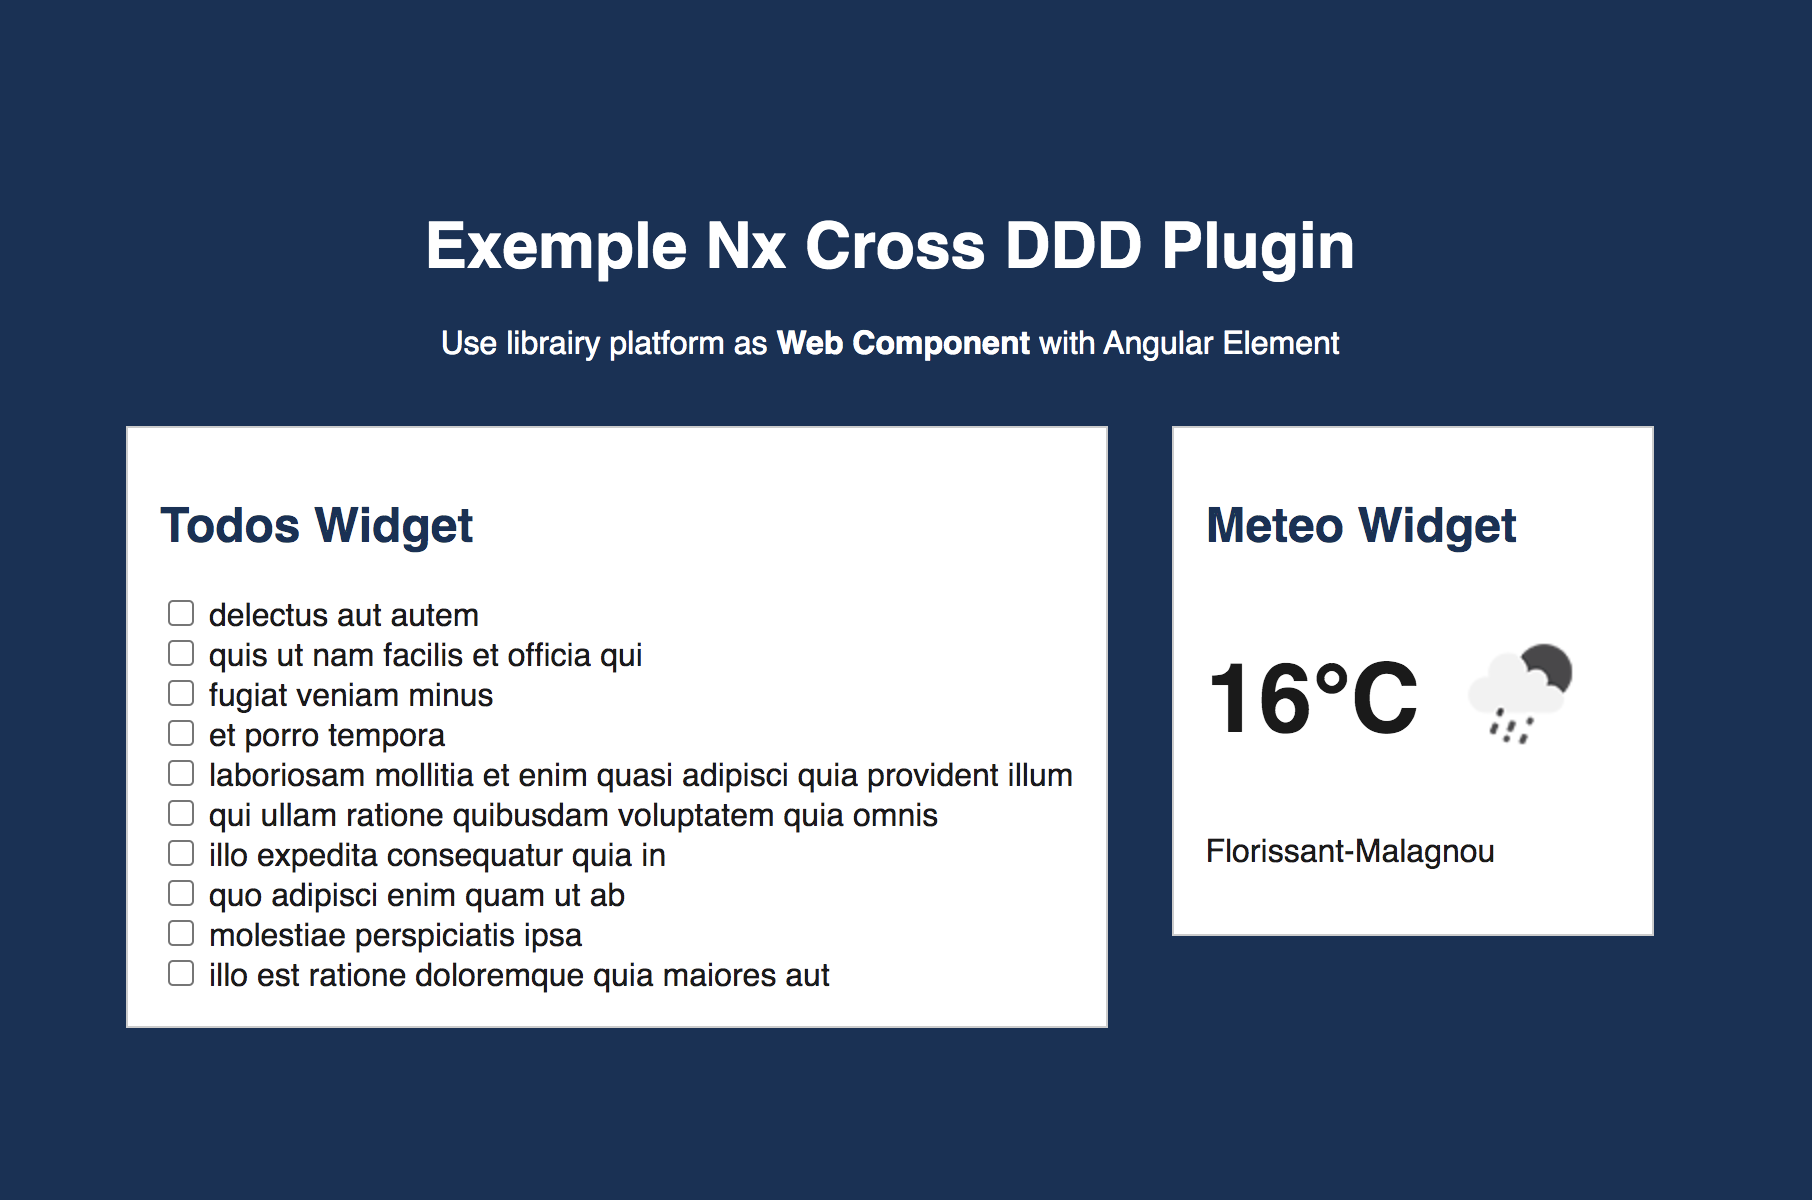 Exemple Nx Cross DDD Plugin
Use librairy platform as Web Component with Angular Element
Todos Widget
delectus aut autem
quis ut nam facilis et officia qui
fugiat veniam minus
et porro tempora
laboriosam mollitia et enim quasi adipisci quia provident illum
qui ullam ratione quibusdam voluptatem quia omnis
illo expedita consequatur quia in
quo adipisci enim quam ut ab
molestiae perspiciatis ipsa
illo est ratione doloremque quia maiores aut
Meteo Widget
16°C
Florissant-Malagnou